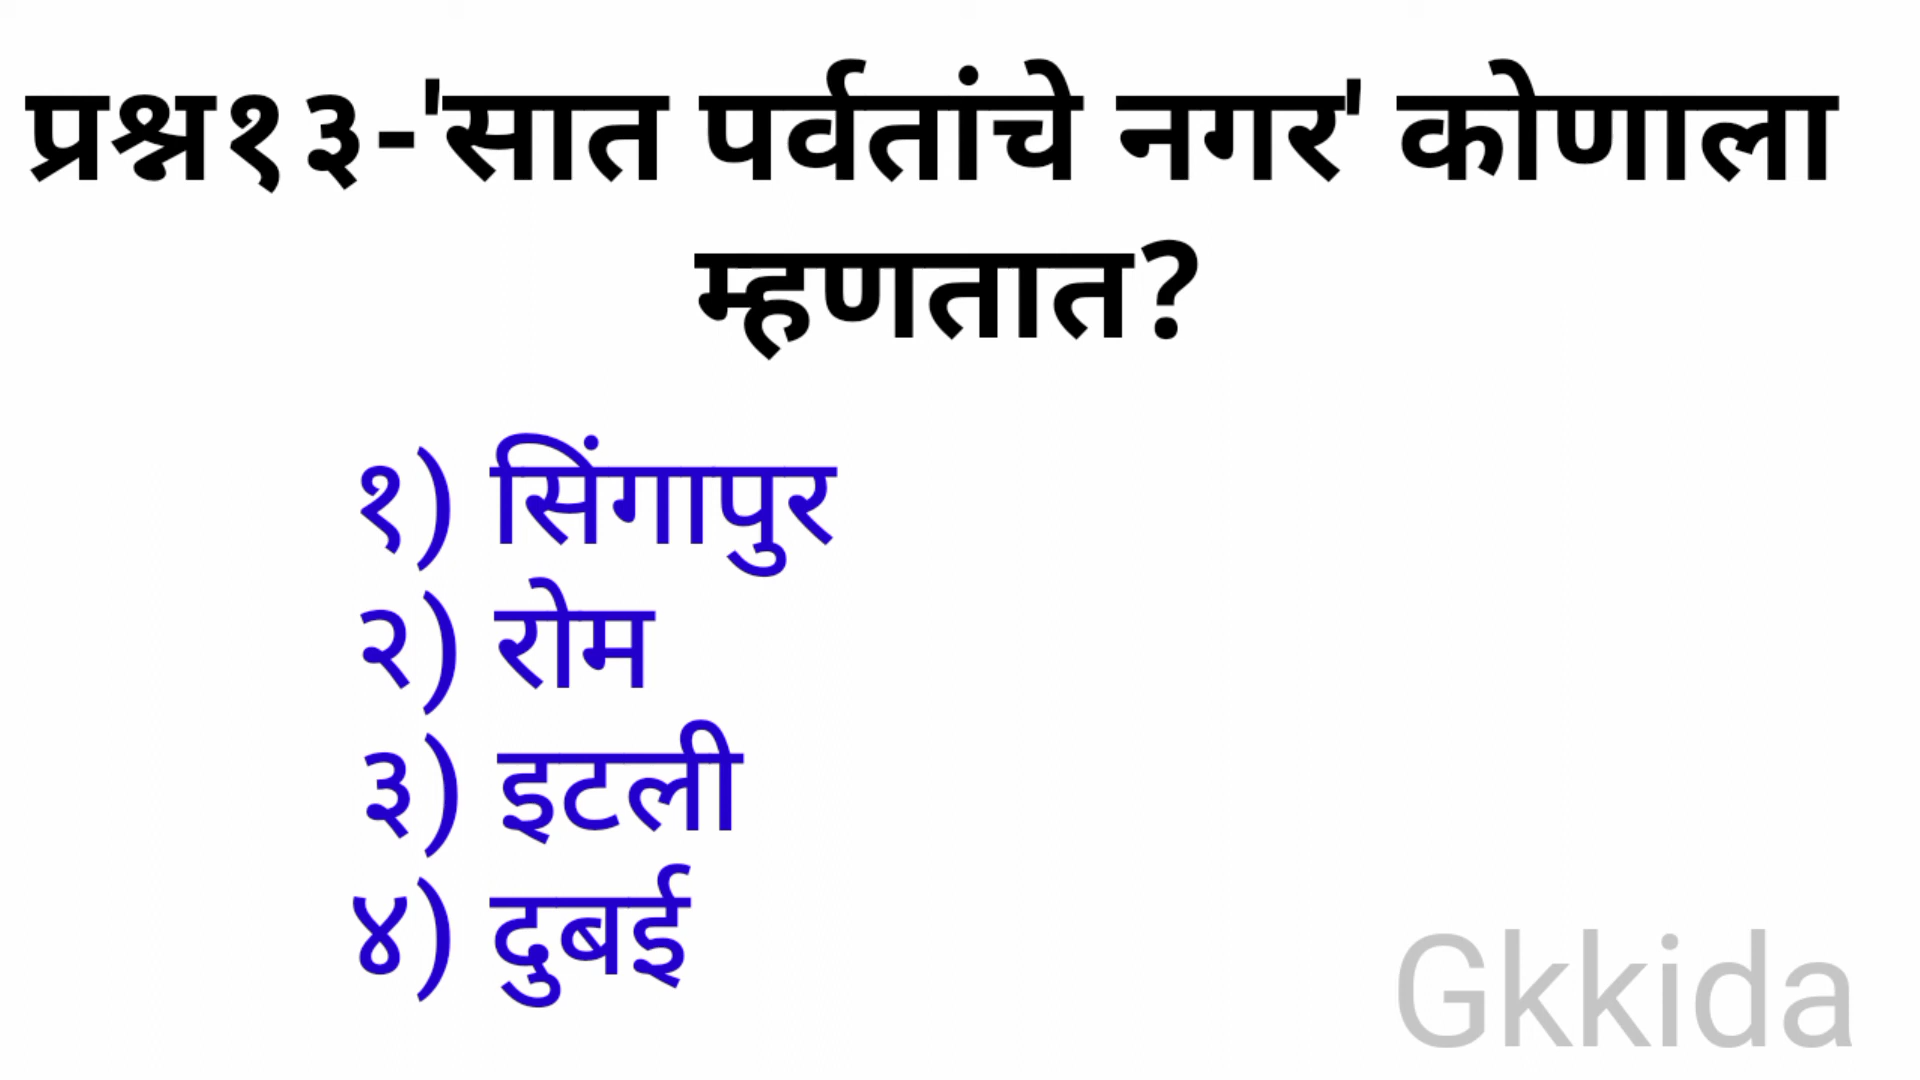 प्रश्न१३-'सात पर्वतांचे नगर' कोणाला
म्हणतात?
१) सिंगापुर
२) रोम
३) इटली
४) दुबई
Gkkida